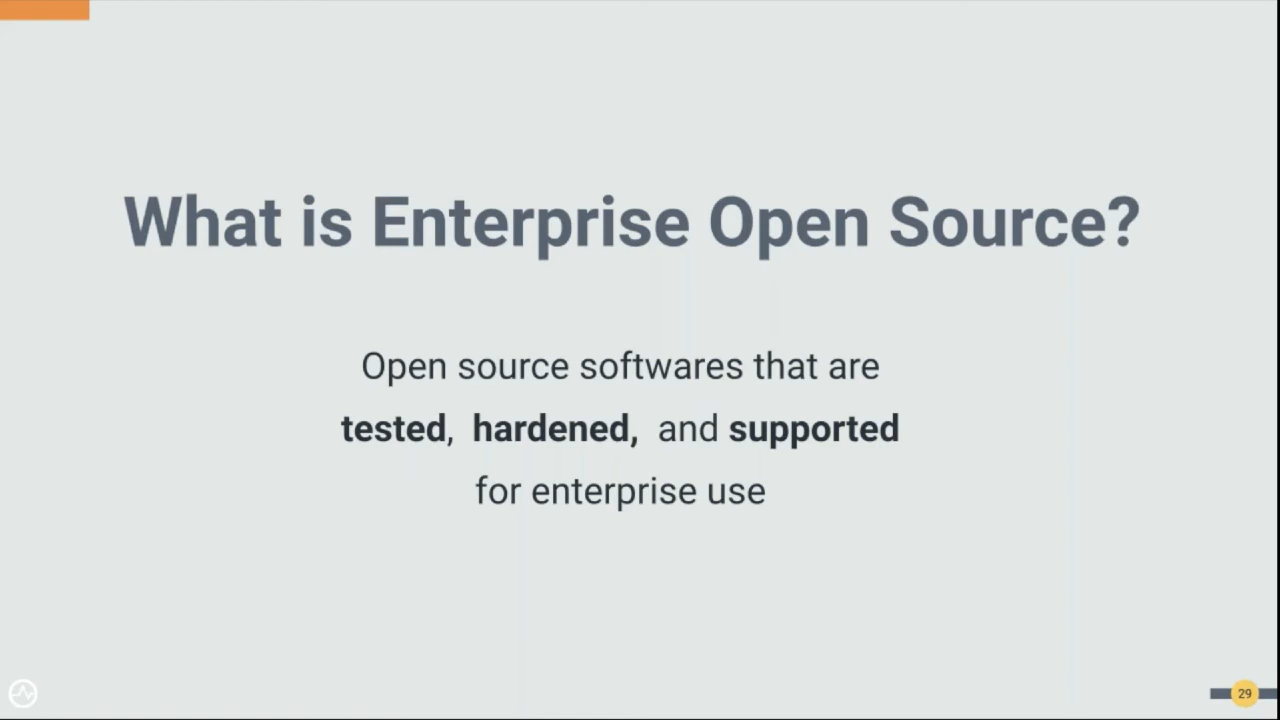 What is Enterprise Open Source?
Open source softwares that are
tested, hardened, and supported
for enterprise use
29